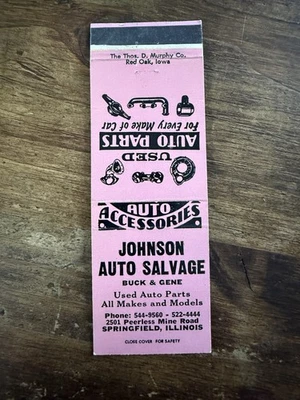 The Thos. D. Murphy Co.
Red Oak, Iowa
For Every Make of Car
AUTO PARTS
USED
AUTO
ACCESSORIES
JOHNSON
AUTO SALVAGE
BUCK & GENE
Used Auto Parts
All Makes and Models
Phone: 544-9560 - 522-4444
2501 Peerless Mine Road
SPRINGFIELD, ILLINOIS
CLOSE COVER FOR SAFETY